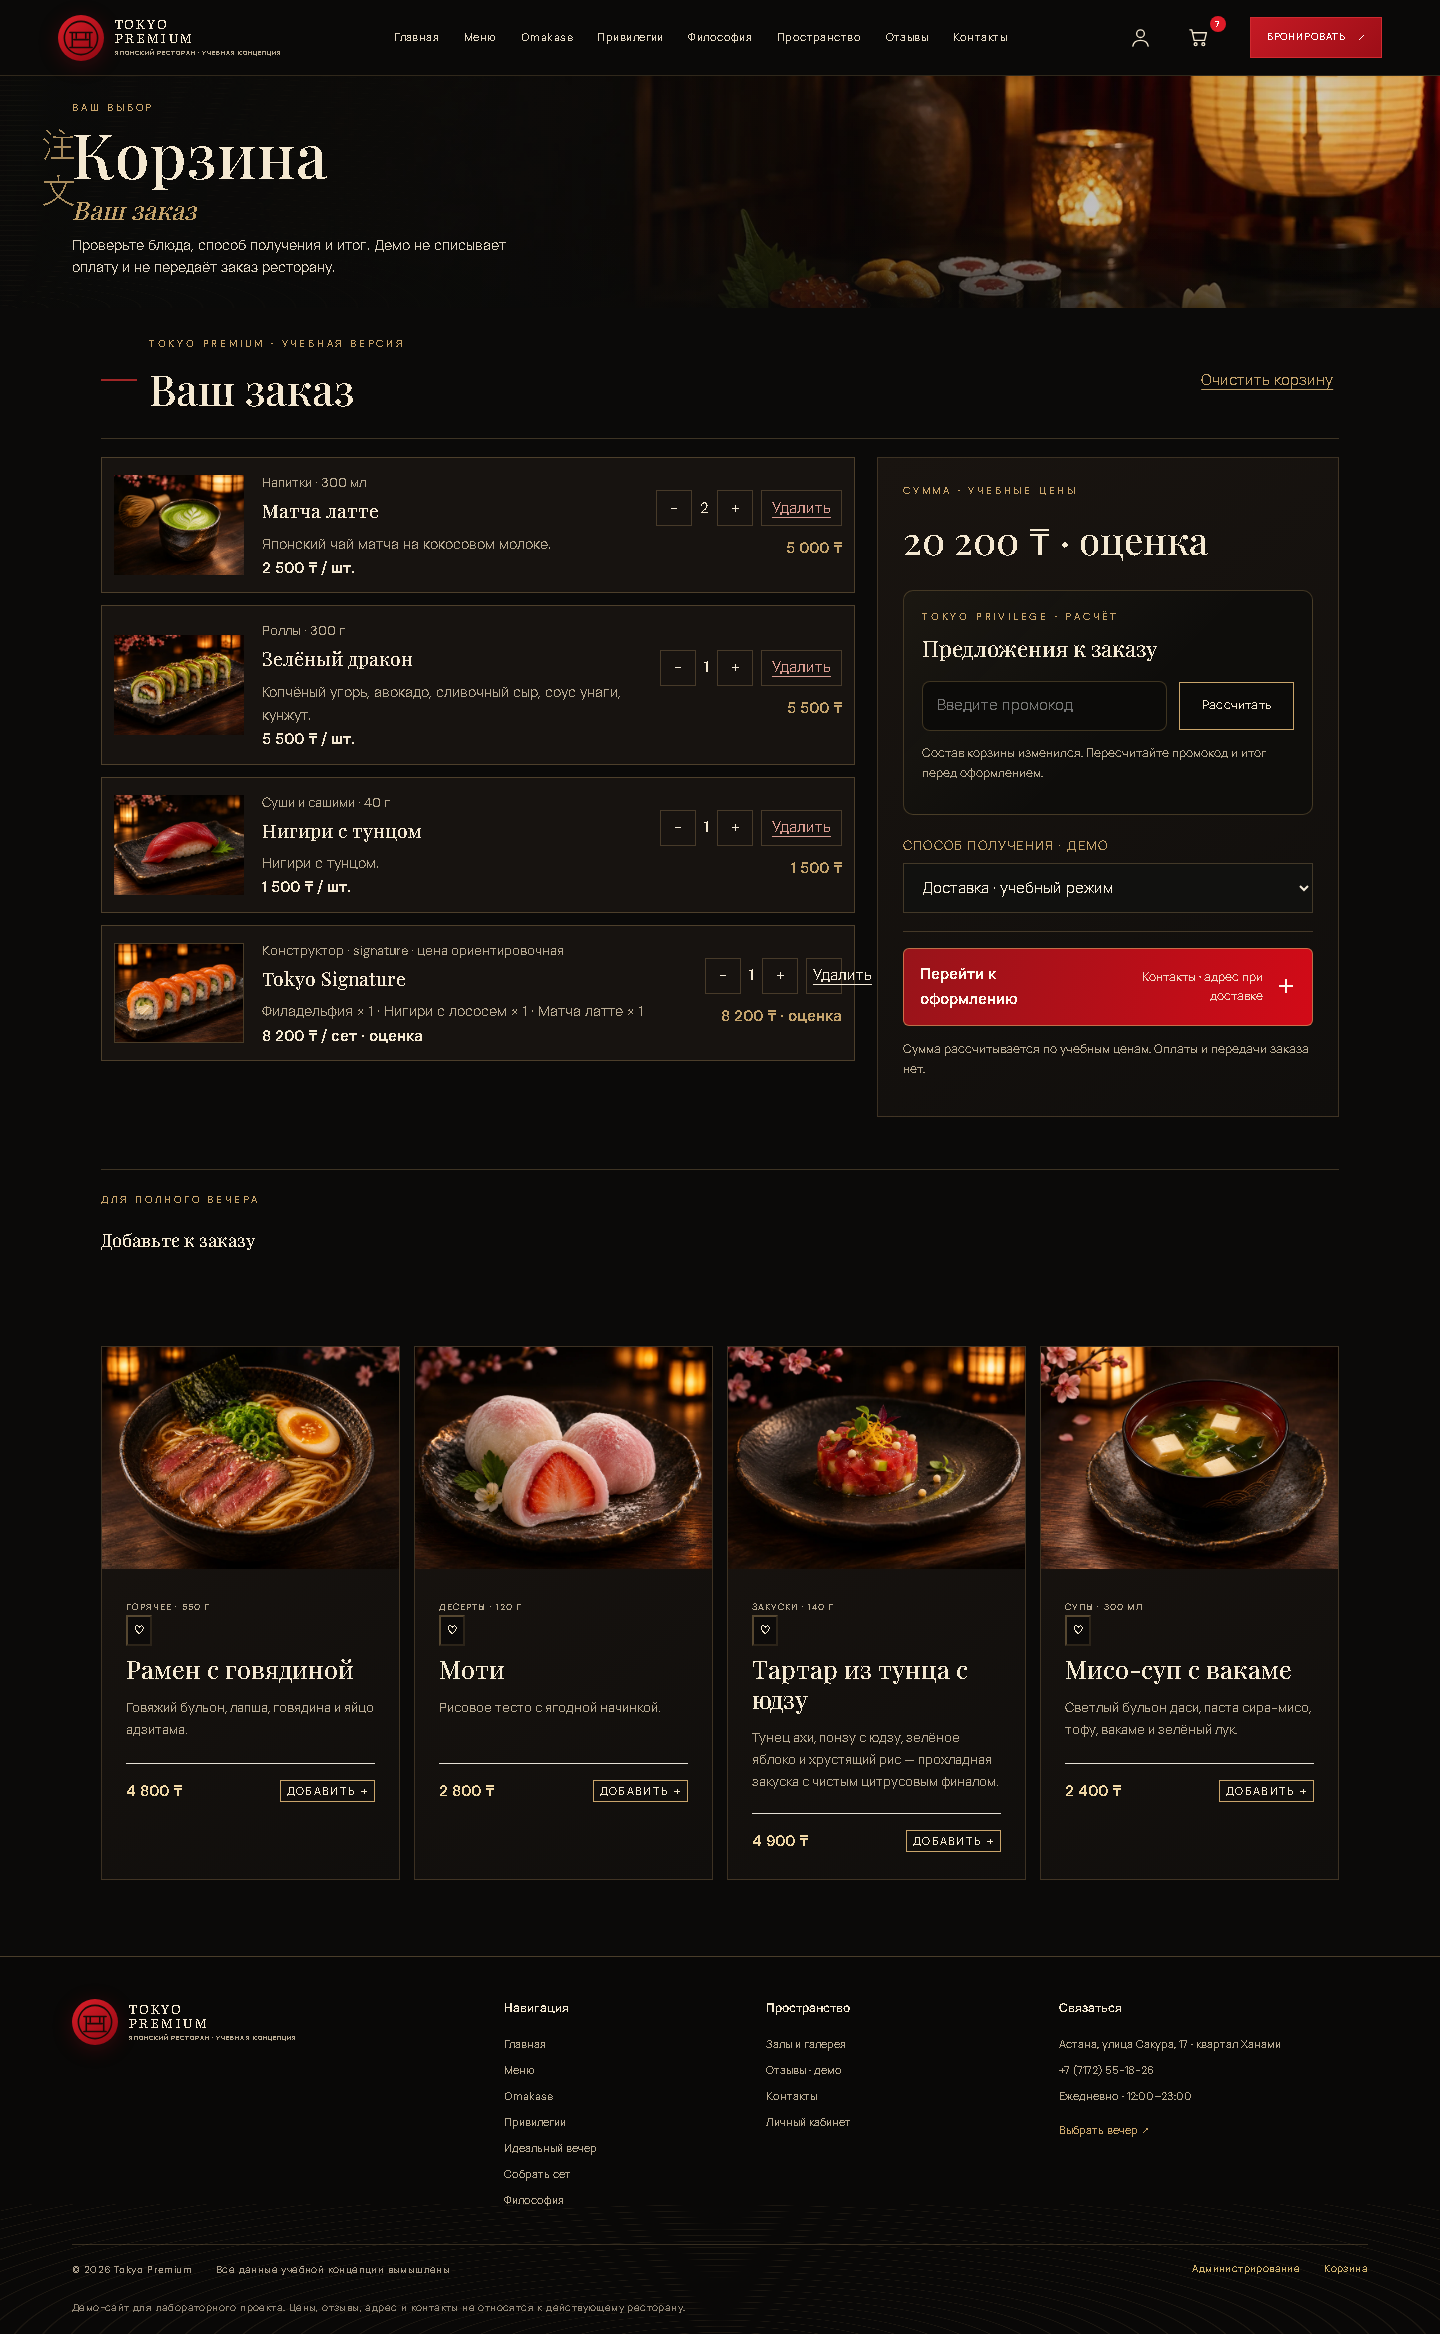 TOKYO
PREMIUM
ЯПОНСКИЙ РЕСТОРАН · УЧЕБНАЯ КОНЦЕПЦИЯ
Главная
Меню
Omakase
Привилегии
Философия
Пространство
Отзывы
Контакты
7
БРОНИРОВАТЬ ↗
ВАШ ВЫБОР
注文
Корзина
Ваш заказ
Проверьте блюда, способ получения и итог. Демо не списывает
оплату и не передаёт заказ ресторану.
TOKYO PREMIUM · УЧЕБНАЯ ВЕРСИЯ
Ваш заказ
Очистить корзину
Напитки · 300 мл
Матча латте
Японский чай матча на кокосовом молоке.
2 500 ₸ / шт.
− 2 + Удалить
5 000 ₸
Роллы · 300 г
Зелёный дракон
Копчёный угорь, авокадо, сливочный сыр, соус унаги,
кунжут.
5 500 ₸ / шт.
− 1 + Удалить
5 500 ₸
Суши и сашими · 40 г
Нигири с тунцом
Нигири с тунцом.
1 500 ₸ / шт.
− 1 + Удалить
1 500 ₸
Конструктор · signature · цена ориентировочная
Tokyo Signature
Филадельфия × 1 · Нигири с лососем × 1 · Матча латте × 1
8 200 ₸ / сет · оценка
− 1 + Удалить
8 200 ₸ · оценка
СУММА · УЧЕБНЫЕ ЦЕНЫ
20 200 ₸ · оценка
TOKYO PRIVILEGE · РАСЧЁТ
Предложения к заказу
Введите промокод
Рассчитать
Состав корзины изменился. Пересчитайте промокод и итог
перед оформлением.
СПОСОБ ПОЛУЧЕНИЯ · ДЕМО
Доставка · учебный режим
Перейти к
оформлению
Контакты · адрес при
доставке
+
Сумма рассчитывается по учебным ценам. Оплаты и передачи заказа
нет.
ДЛЯ ПОЛНОГО ВЕЧЕРА
Добавьте к заказу
ГОРЯЧЕЕ · 550 Г
♡
Рамен с говядиной
Говяжий бульон, лапша, говядина и яйцо
адзитама.
4 800 ₸
ДОБАВИТЬ +
ДЕСЕРТЫ · 120 Г
♡
Моти
Рисовое тесто с ягодной начинкой.
2 800 ₸
ДОБАВИТЬ +
ЗАКУСКИ · 140 Г
♡
Тартар из тунца с
юдзу
Тунец ахи, понзу с юдзу, зелёное
яблоко и хрустящий рис — прохладная
закуска с чистым цитрусовым финалом.
4 900 ₸
ДОБАВИТЬ +
СУПЫ · 300 МЛ
♡
Мисо-суп с вакаме
Светлый бульон даси, паста сира-мисо,
тофу, вакаме и зелёный лук.
2 400 ₸
ДОБАВИТЬ +
TOKYO
PREMIUM
ЯПОНСКИЙ РЕСТОРАН · УЧЕБНАЯ КОНЦЕПЦИЯ
Навигация
Главная
Меню
Omakase
Привилегии
Идеальный вечер
Собрать сет
Философия
Пространство
Залы и галерея
Отзывы · демо
Контакты
Личный кабинет
Связаться
Астана, улица Сакура, 17 · квартал Ханами
+7 (7172) 55-18-26
Ежедневно · 12:00–23:00
Выбрать вечер ↗
© 2026 Tokyo Premium
Все данные учебной концепции вымышлены
Администрирование
Корзина
Демо-сайт для лабораторного проекта. Цены, отзывы, адрес и контакты не относятся к действующему ресторану.